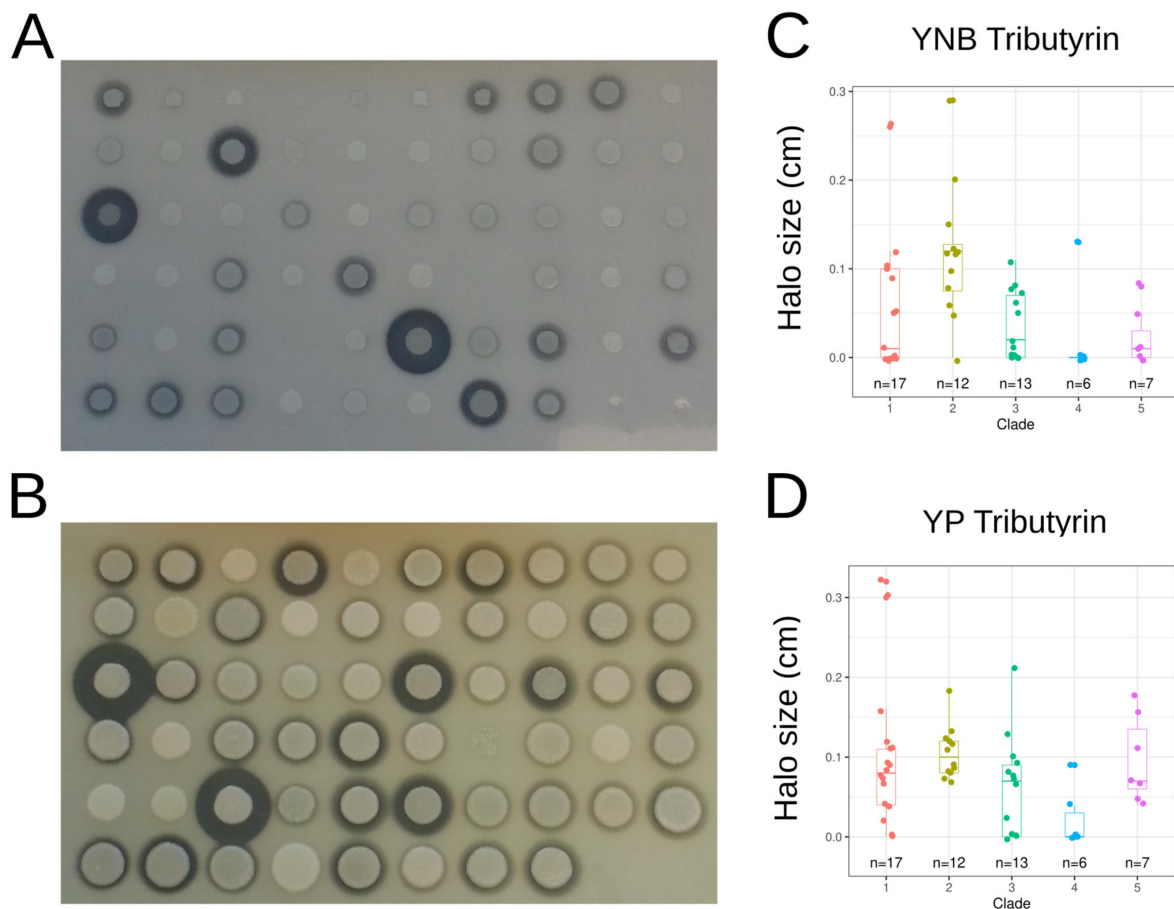 A
B
C
YNB Tributyrin
Halo size (cm)
0.3
0.2
0.1
0.0
n=17 n=12 n=13 n=6 n=7
1 2 3 4 5
Clade
D
YP Tributyrin
Halo size (cm)
0.3
0.2
0.1
0.0
n=17 n=12 n=13 n=6 n=7
1 2 3 4 5
Clade